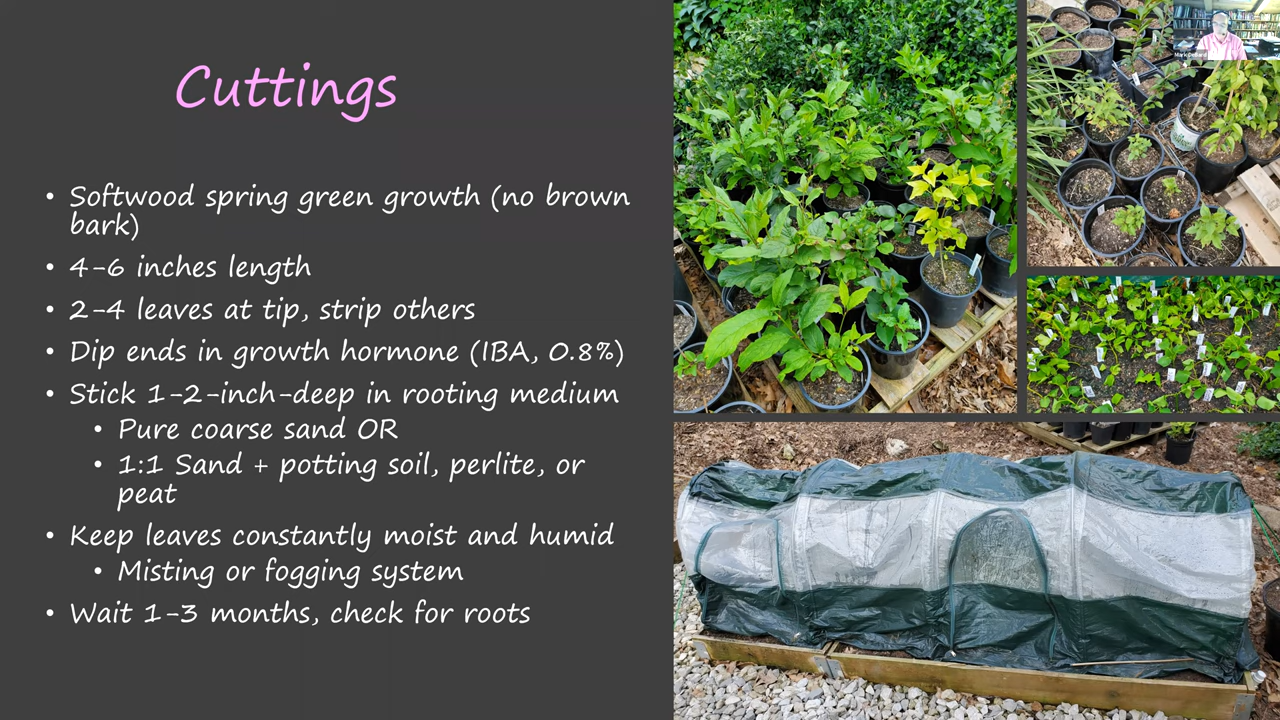 Cuttings
• Softwood spring green growth (no brown
bark)
• 4-6 inches length
• 2-4 leaves at tip, strip others
• Dip ends in growth hormone (IBA, 0.8%)
• Stick 1-2-inch-deep in rooting medium
• Pure coarse sand OR
• 1:1 Sand + potting soil, perlite, or
peat
• Keep leaves constantly moist and humid
• Misting or fogging system
• Wait 1-3 months, check for roots